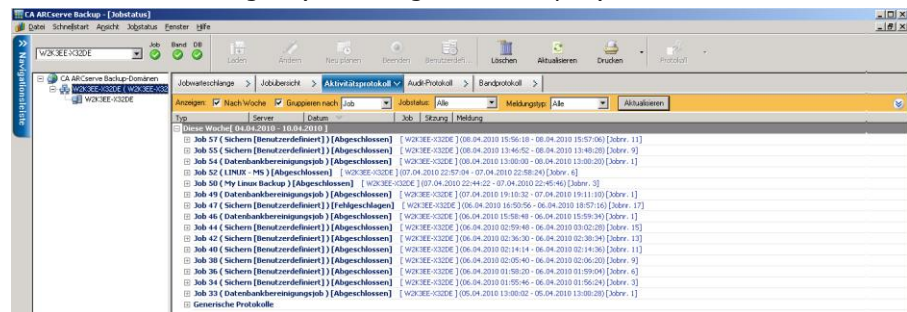 CA ARCserve Backup - [Jobstatus]
Datei Schnellstart Ansicht Jobstatus Fenster Hilfe
Navigationsleiste
W2K3EE-X32DE
Job Band DB
Laden Ändern Neu planen Beenden Benutzerdefi... Löschen Aktualisieren Drucken Protokoll
CA ARCserve Backup-Domänen
W2K3EE-X32DE ( W2K3EE-X32
W2K3EE-X32DE
Jobwarteschlange > Jobübersicht > Aktivitätsprotokoll Audit-Protokoll > Bandprotokoll >
Anzeigen: Nach Woche Gruppieren nach Job Jobstatus: Alle Meldungstyp: Alle Aktualisieren
Typ Server Datum Job Sitzung Meldung
Diese Woche[ 04.04.2010 - 10.04.2010 ]
Job 57 ( Sichern [Benutzerdefiniert] ) [Abgeschlossen] [ W2K3EE-X32DE ] (08.04.2010 15:56:18 - 08.04.2010 15:57:06) [Jobnr. 11]
Job 55 ( Sichern [Benutzerdefiniert] ) [Abgeschlossen] [ W2K3EE-X32DE ] (08.04.2010 13:46:52 - 08.04.2010 13:48:28) [Jobnr. 9]
Job 54 ( Datenbankbereinigungsjob ) [Abgeschlossen] [ W2K3EE-X32DE ] (08.04.2010 13:00:00 - 08.04.2010 13:00:20) [Jobnr. 1]
Job 52 ( LINUX - MS ) [Abgeschlossen] [ W2K3EE-X32DE ] (07.04.2010 22:57:04 - 07.04.2010 22:58:24) [Jobnr. 6]
Job 50 ( My Linux Backup ) [Abgeschlossen] [ W2K3EE-X32DE ] (07.04.2010 22:44:22 - 07.04.2010 22:45:46) [Jobnr. 3]
Job 49 ( Datenbankbereinigungsjob ) [Abgeschlossen] [ W2K3EE-X32DE ] (07.04.2010 19:10:32 - 07.04.2010 19:11:10) [Jobnr. 1]
Job 47 ( Sichern [Benutzerdefiniert] ) [Fehlgeschlagen] [ W2K3EE-X32DE ] (06.04.2010 16:50:56 - 06.04.2010 18:57:16) [Jobnr. 17]
Job 46 ( Datenbankbereinigungsjob ) [Abgeschlossen] [ W2K3EE-X32DE ] (06.04.2010 15:58:48 - 06.04.2010 15:59:34) [Jobnr. 1]
Job 44 ( Sichern [Benutzerdefiniert] ) [Abgeschlossen] [ W2K3EE-X32DE ] (06.04.2010 02:59:48 - 06.04.2010 03:02:28) [Jobnr. 15]
Job 42 ( Sichern [Benutzerdefiniert] ) [Abgeschlossen] [ W2K3EE-X32DE ] (06.04.2010 02:36:30 - 06.04.2010 02:38:34) [Jobnr. 13]
Job 40 ( Sichern [Benutzerdefiniert] ) [Abgeschlossen] [ W2K3EE-X32DE ] (06.04.2010 02:14:14 - 06.04.2010 02:14:36) [Jobnr. 11]
Job 38 ( Sichern [Benutzerdefiniert] ) [Abgeschlossen] [ W2K3EE-X32DE ] (06.04.2010 02:05:40 - 06.04.2010 02:06:20) [Jobnr. 9]
Job 36 ( Sichern [Benutzerdefiniert] ) [Abgeschlossen] [ W2K3EE-X32DE ] (06.04.2010 01:58:20 - 06.04.2010 01:59:04) [Jobnr. 6]
Job 34 ( Sichern [Benutzerdefiniert] ) [Abgeschlossen] [ W2K3EE-X32DE ] (06.04.2010 01:55:46 - 06.04.2010 01:56:24) [Jobnr. 3]
Job 33 ( Datenbankbereinigungsjob ) [Abgeschlossen] [ W2K3EE-X32DE ] (05.04.2010 13:00:02 - 05.04.2010 13:00:28) [Jobnr. 1]
Generische Protokolle